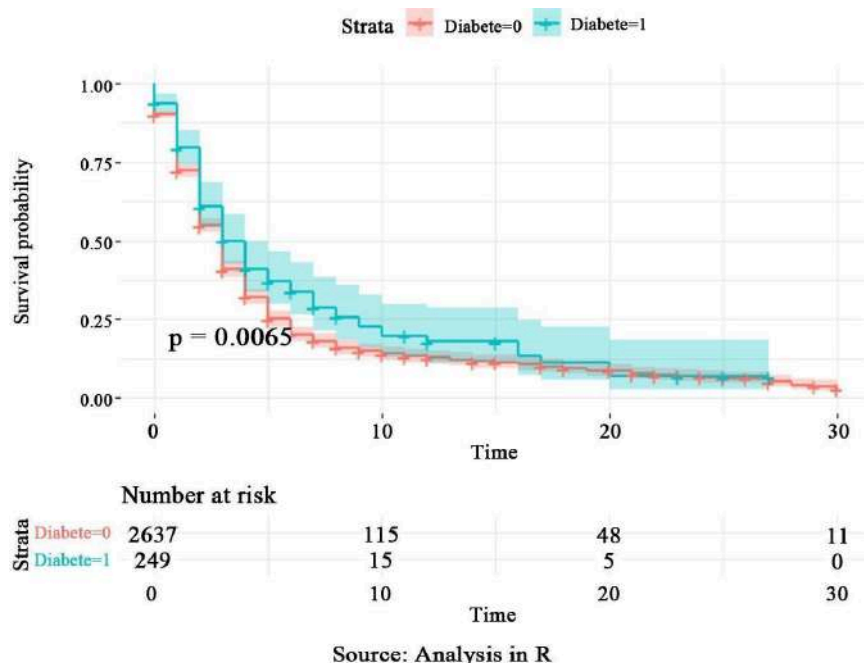 Strata Diabete=0 Diabete=1
1.00
0.75
0.50
0.25
0.00
Survival probability
p = 0.0065
0 10 20 30
Time
Number at risk
Strata
Diabete=0 2637 115 48 11
Diabete=1 249 15 5 0
0 10 20 30
Time
Source: Analysis in R